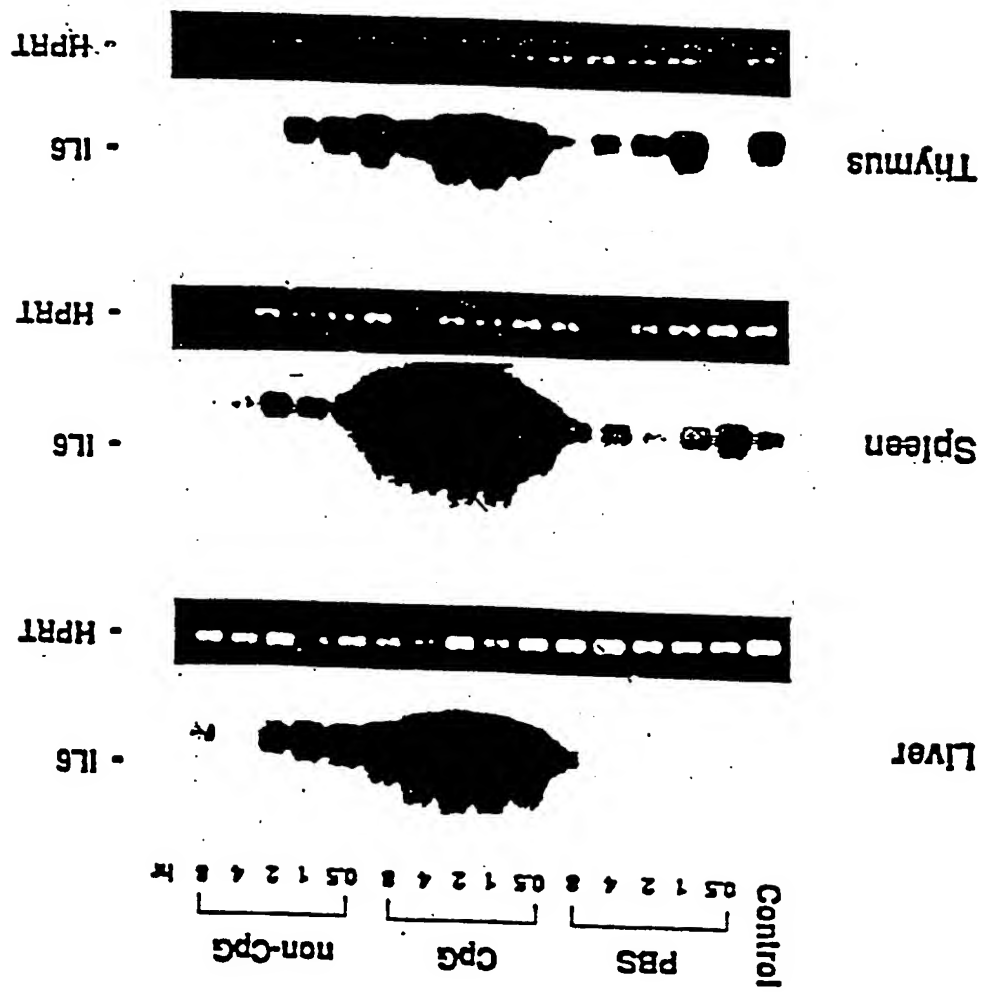 Control
PBS
CpG
non-CpG
0.5 1 2 4 8 0.5 1 2 4 8 0.5 1 2 4 8 hr
Liver
IL6 -
HPRT -
Spleen
IL6 -
HPRT -
Thymus
IL6 -
HPRT -